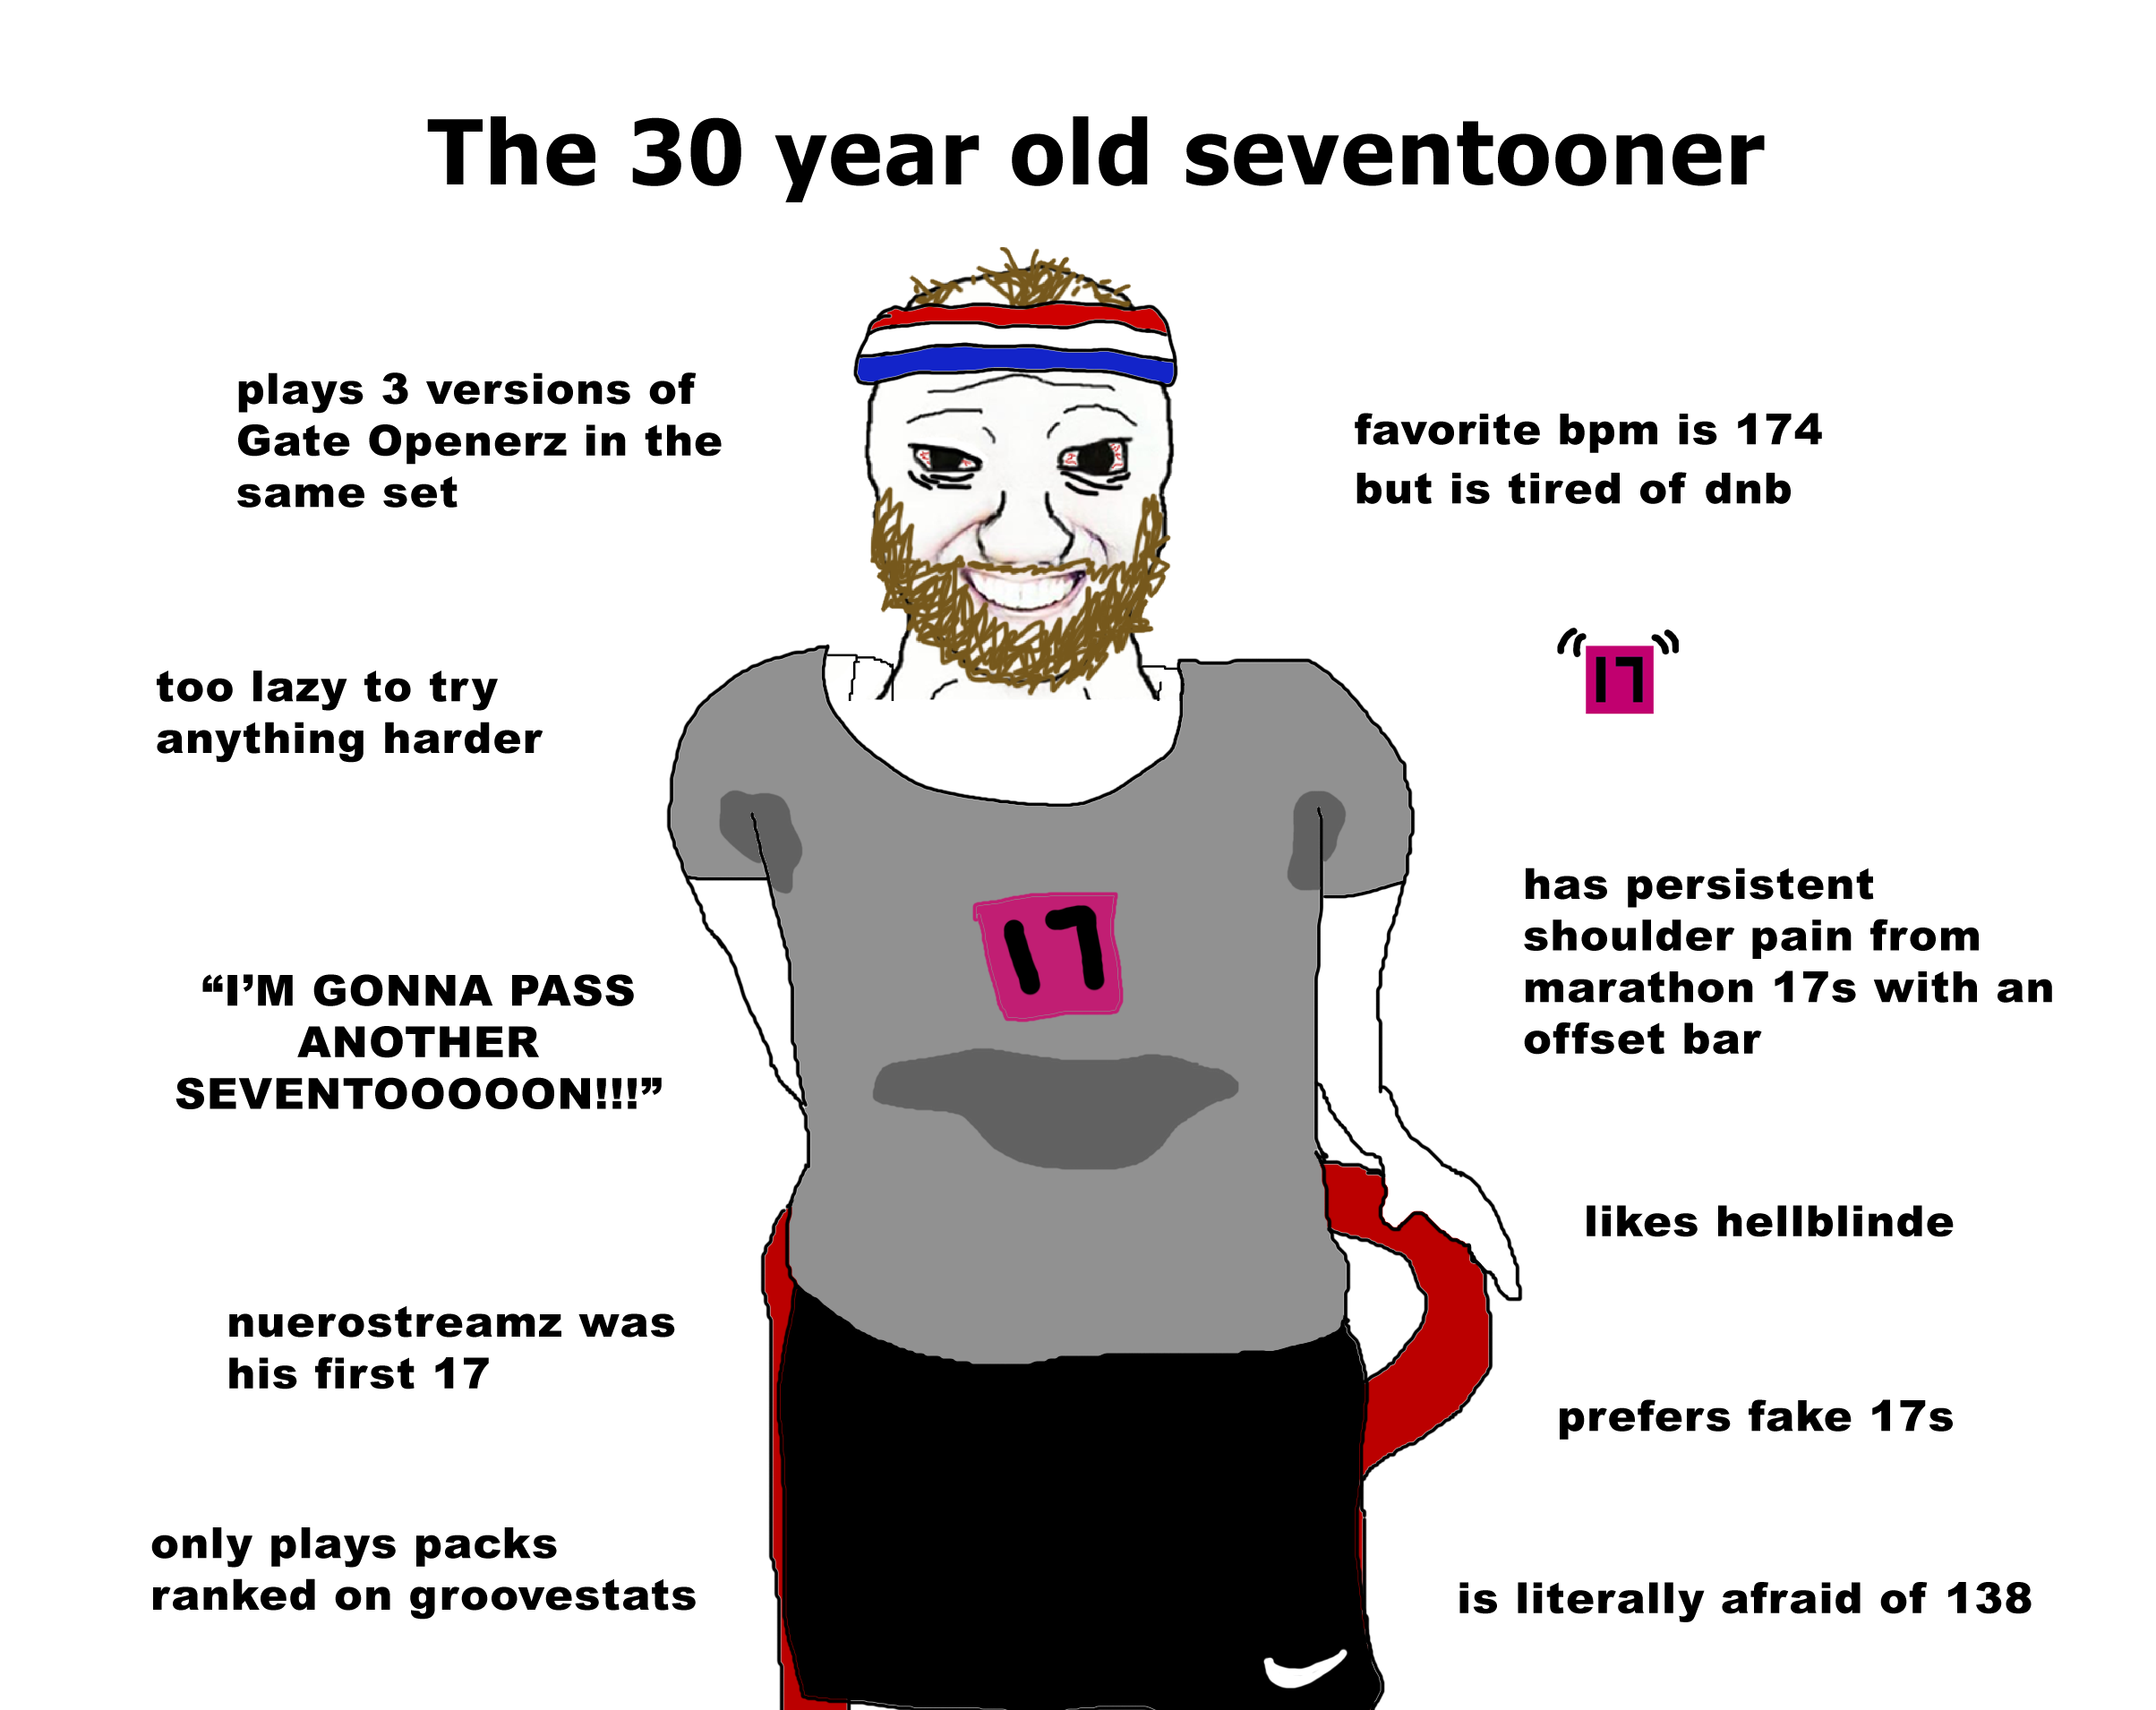 The 30 year old seventooner
plays 3 versions of
Gate Openerz in the
same set
favorite bpm is 174
but is tired of dnb
too lazy to try
anything harder
17
17
has persistent
shoulder pain from
marathon 17s with an
offset bar
“I’M GONNA PASS
ANOTHER
SEVENTOOOOON!!!”
likes hellblinde
nuerostreamz was
his first 17
prefers fake 17s
only plays packs
ranked on groovestats
is literally afraid of 138